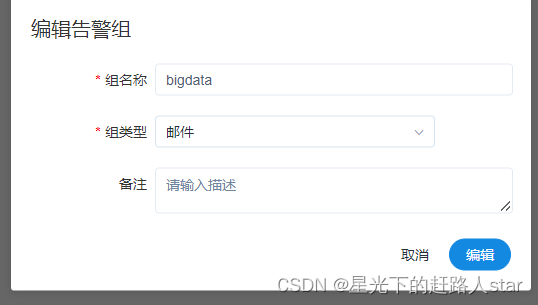 编辑告警组
* 组名称 bigdata
* 组类型 邮件
备注 请输入描述
取消 编辑
CSDN @星光下的赶路人star